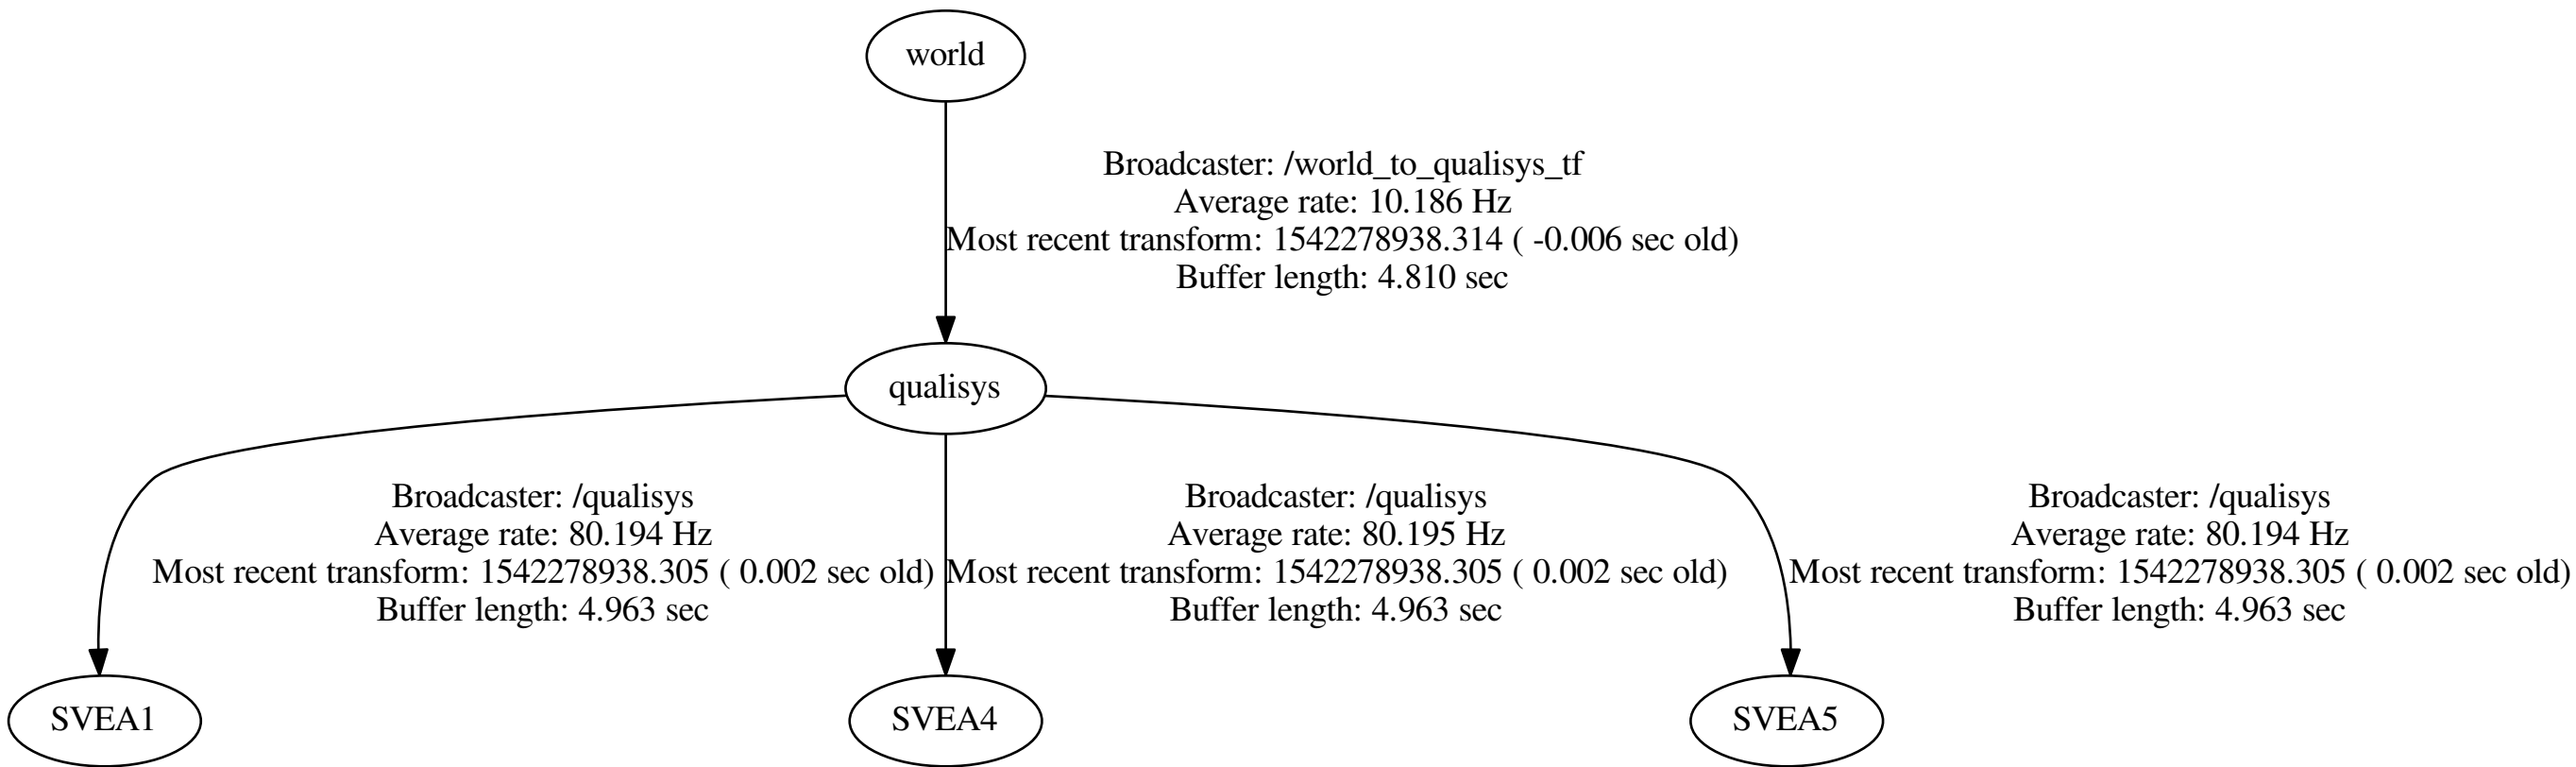 world
Broadcaster: /world_to_qualisys_tf
Average rate: 10.186 Hz
Most recent transform: 1542278938.314 ( -0.006 sec old)
Buffer length: 4.810 sec
qualisys
Broadcaster: /qualisys
Average rate: 80.194 Hz
Most recent transform: 1542278938.305 ( 0.002 sec old)
Buffer length: 4.963 sec
Broadcaster: /qualisys
Average rate: 80.195 Hz
Most recent transform: 1542278938.305 ( 0.002 sec old)
Buffer length: 4.963 sec
Broadcaster: /qualisys
Average rate: 80.194 Hz
Most recent transform: 1542278938.305 ( 0.002 sec old)
Buffer length: 4.963 sec
SVEA1
SVEA4
SVEA5